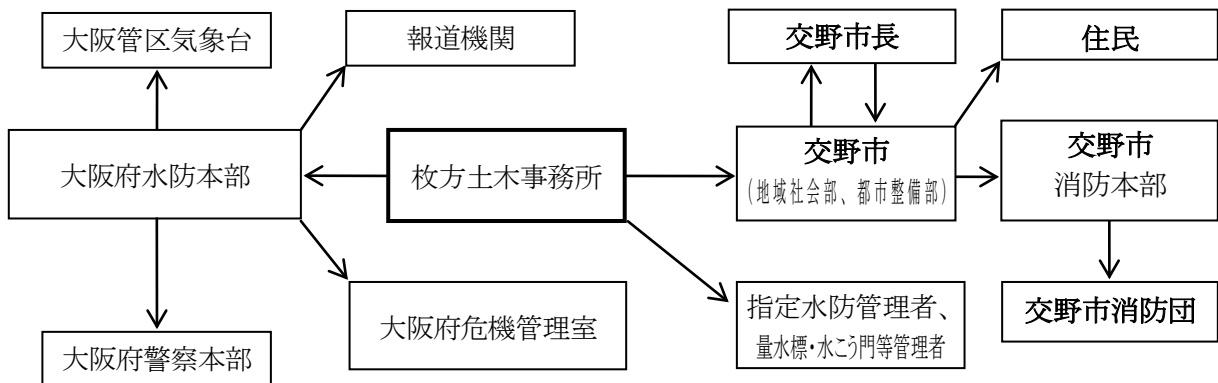 大阪管区気象台
報道機関
交野市長
住民
大阪府水防本部
枚方土木事務所
交野市
(地域社会部、都市整備部)
交野市
消防本部
大阪府危機管理室
指定水防管理者、
量水標・水こう門等管理者
交野市消防団
大阪府警察本部